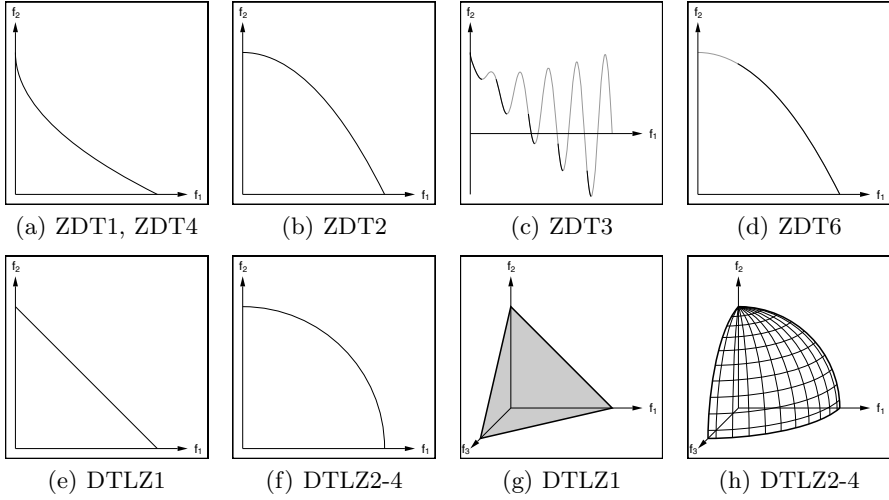 f₂
f₁
(a) ZDT1, ZDT4
f₂
f₁
(b) ZDT2
f₂
f₁
(c) ZDT3
f₂
f₁
(d) ZDT6
f₂
f₁
(e) DTLZ1
f₂
f₁
(f) DTLZ2-4
f₂
f₁
f₃
(g) DTLZ1
f₂
f₁
f₃
(h) DTLZ2-4